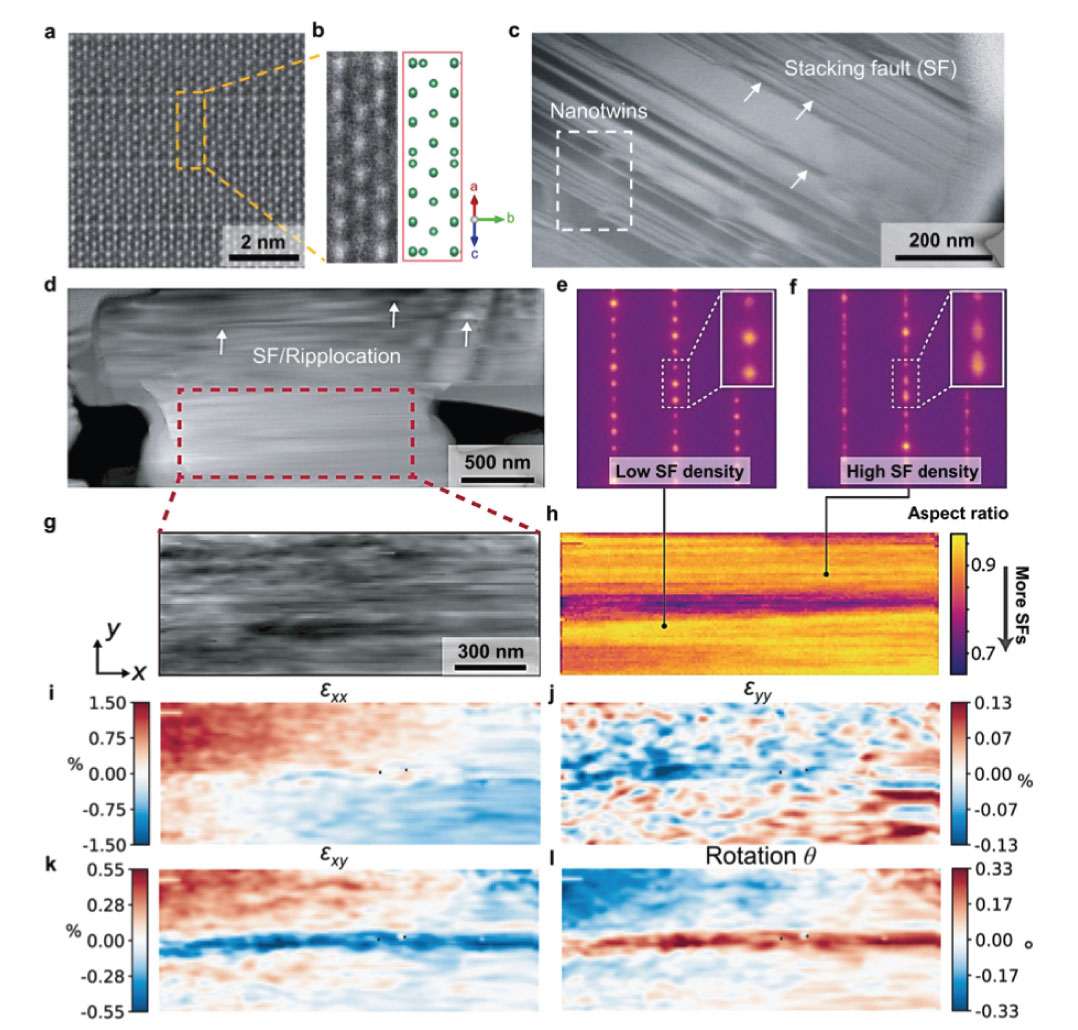 a
b
c
2 nm
a
b
c
Stacking fault (SF)
Nanotwins
200 nm
d
SF/Ripplocation
500 nm
e
f
Low SF density
High SF density
g
300 nm
y
x
h
Aspect ratio
0.9
0.7
More SFs
i
εxx
1.50
0.75
0.00
-0.75
-1.50
%
j
εyy
0.13
0.07
0.00
-0.07
-0.13
%
k
εxy
0.55
0.28
0.00
-0.28
-0.55
%
l
Rotation θ
0.33
0.17
0.00
-0.17
-0.33
°